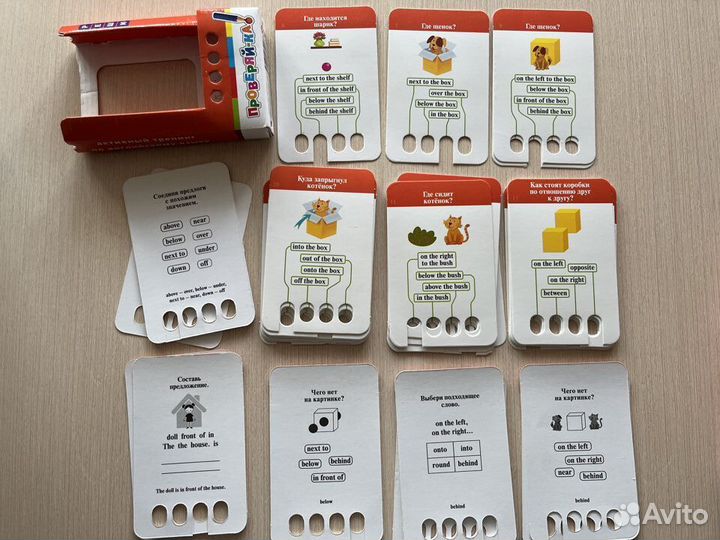 ПРОВЕРЯЙ-КА!
Где находится
шарик?
next to the shelf
in front of the shelf
below the shelf
behind the shelf
Где щенок?
next to the box
over the box
below the box
in the box
Где щенок?
on the left to the box
below the box
in front of the box
behind the box
Соедини предлоги
с похожим
значением.
above near
below over
next to under
down off
above – over, below – under,
next to – near, down – off
Куда запрыгнул
котёнок?
into the box
out of the box
onto the box
off the box
Где сидит
котёнок?
on the right
to the bush
below the bush
above the bush
in the bush
Как стоят коробки
по отношению друг
к другу?
on the left
opposite
on the right
between
Составь
предложение.
doll front of in
The the house. is
The doll is in front of the house.
Чего нет
на картинке?
next to
below behind
in front of
below
Выбери подходящее
слово.
on the left,
on the right...
onto into
round behind
behind
Чего нет
на картинке?
on the left
on the right
near behind
behind
Avito